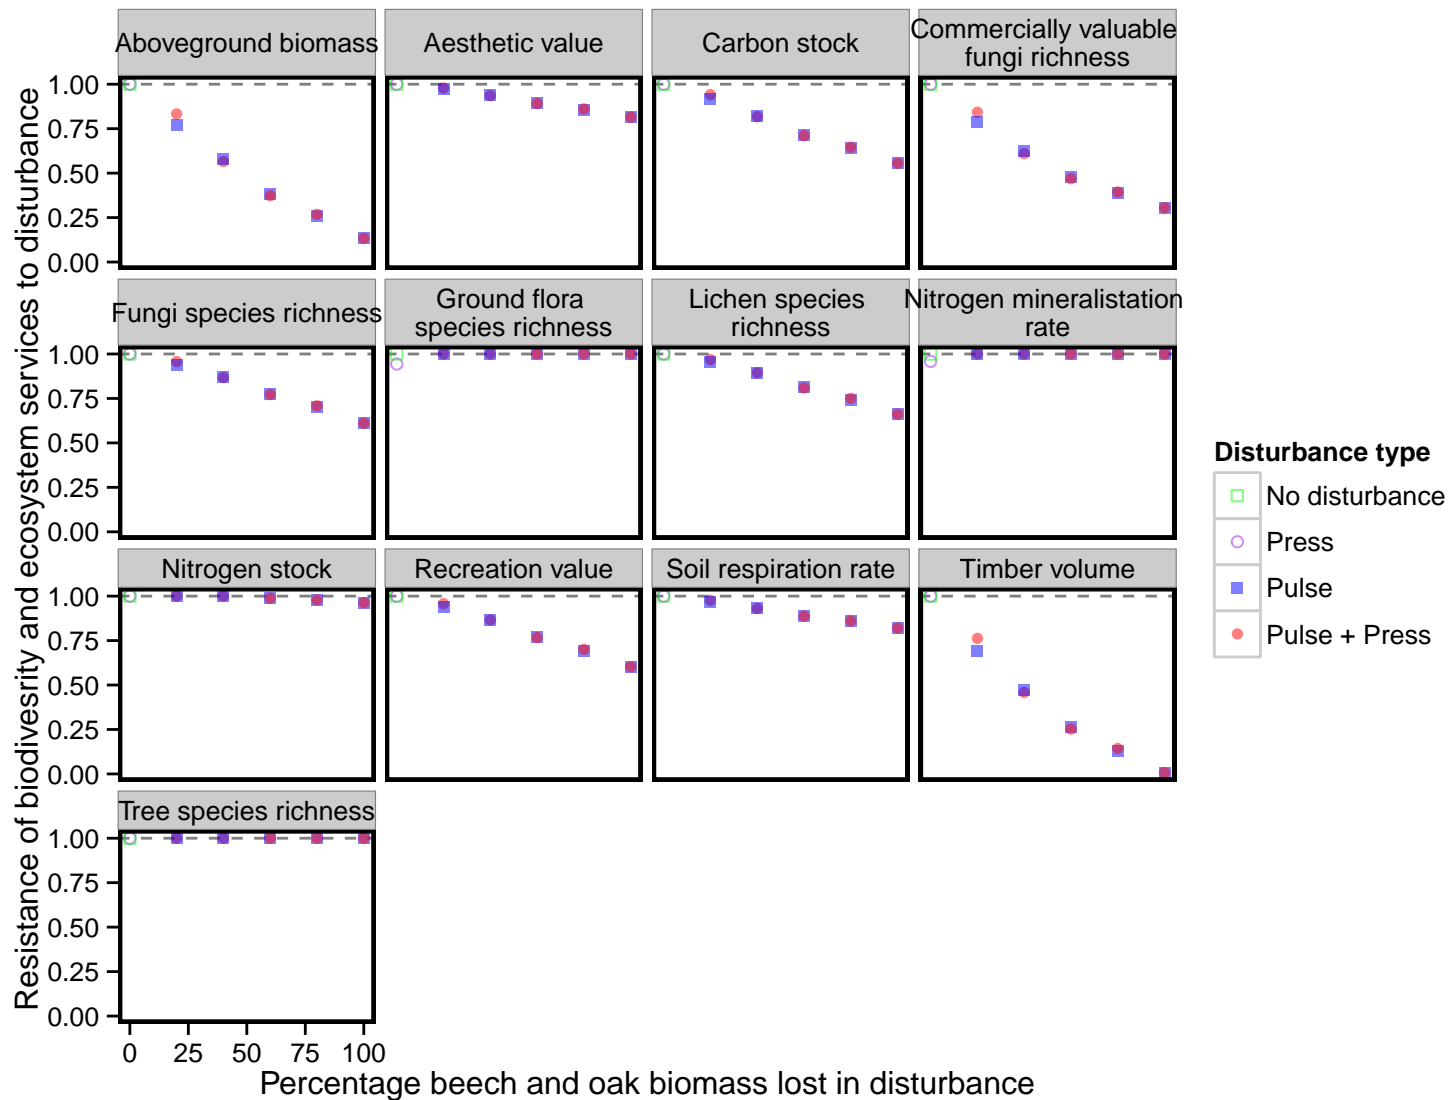 Aboveground biomass
Aesthetic value
Carbon stock
Commercially valuable
fungi richness
1.00
0.75
0.50
0.25
0.00
Fungi species richness
Ground flora
species richness
Lichen species
richness
Nitrogen mineralistation
rate
1.00
0.75
0.50
0.25
0.00
Nitrogen stock
Recreation value
Soil respiration rate
Timber volume
1.00
0.75
0.50
0.25
0.00
Tree species richness
1.00
0.75
0.50
0.25
0.00
0 25 50 75 100
Percentage beech and oak biomass lost in disturbance
Resistance of biodivesrity and ecosystem services to disturbance
Disturbance type
No disturbance
Press
Pulse
Pulse + Press